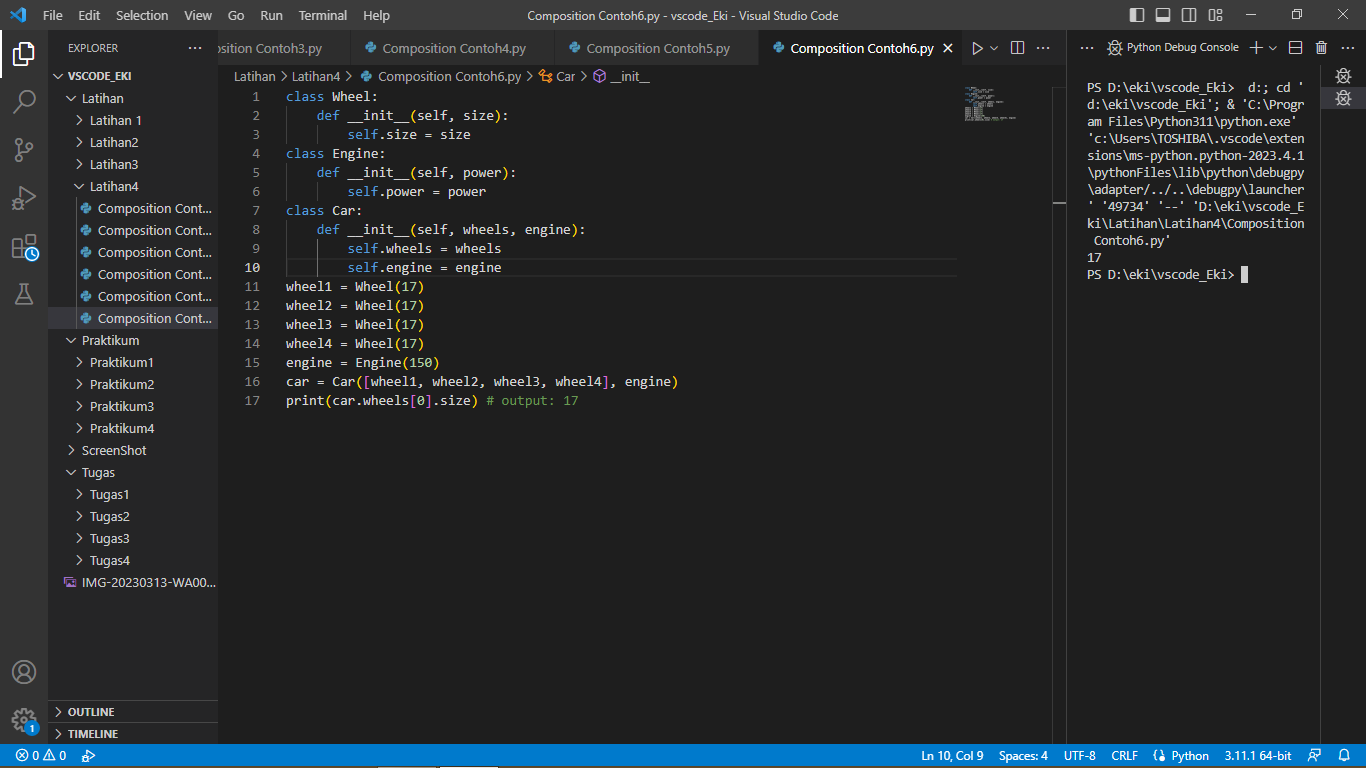 File Edit Selection View Go Run Terminal Help
Composition Contoh6.py - vscode_Eki - Visual Studio Code
EXPLORER
VSCODE_EKI
Latihan
Latihan 1
Latihan2
Latihan3
Latihan4
Composition Cont...
Composition Cont...
Composition Cont...
Composition Cont...
Composition Cont...
Composition Cont...
Praktikum
Praktikum1
Praktikum2
Praktikum3
Praktikum4
ScreenShot
Tugas
Tugas1
Tugas2
Tugas3
Tugas4
IMG-20230313-WA00...
OUTLINE
TIMELINE
1
sition Contoh3.py Composition Contoh4.py Composition Contoh5.py Composition Contoh6.py
Latihan > Latihan4 > Composition Contoh6.py > Car > __init__
1 class Wheel:
2 def __init__(self, size):
3 self.size = size
4 class Engine:
5 def __init__(self, power):
6 self.power = power
7 class Car:
8 def __init__(self, wheels, engine):
9 self.wheels = wheels
10 self.engine = engine
11 wheel1 = Wheel(17)
12 wheel2 = Wheel(17)
13 wheel3 = Wheel(17)
14 wheel4 = Wheel(17)
15 engine = Engine(150)
16 car = Car([wheel1, wheel2, wheel3, wheel4], engine)
17 print(car.wheels[0].size) # output: 17
Python Debug Console
PS D:\eki\vscode_Eki> d:; cd '
d:\eki\vscode_Eki'; & 'C:\Progr
am Files\Python311\python.exe'
'c:\Users\TOSHIBA\.vscode\exten
sions\ms-python.python-2023.4.1
\pythonFiles\lib\python\debugpy
\adapter/../..\debugpy\launcher
' '49734' '--' 'D:\eki\vscode_E
ki\Latihan\Latihan4\Composition
Contoh6.py'
17
PS D:\eki\vscode_Eki>
0 0
Ln 10, Col 9 Spaces: 4 UTF-8 CRLF Python 3.11.1 64-bit